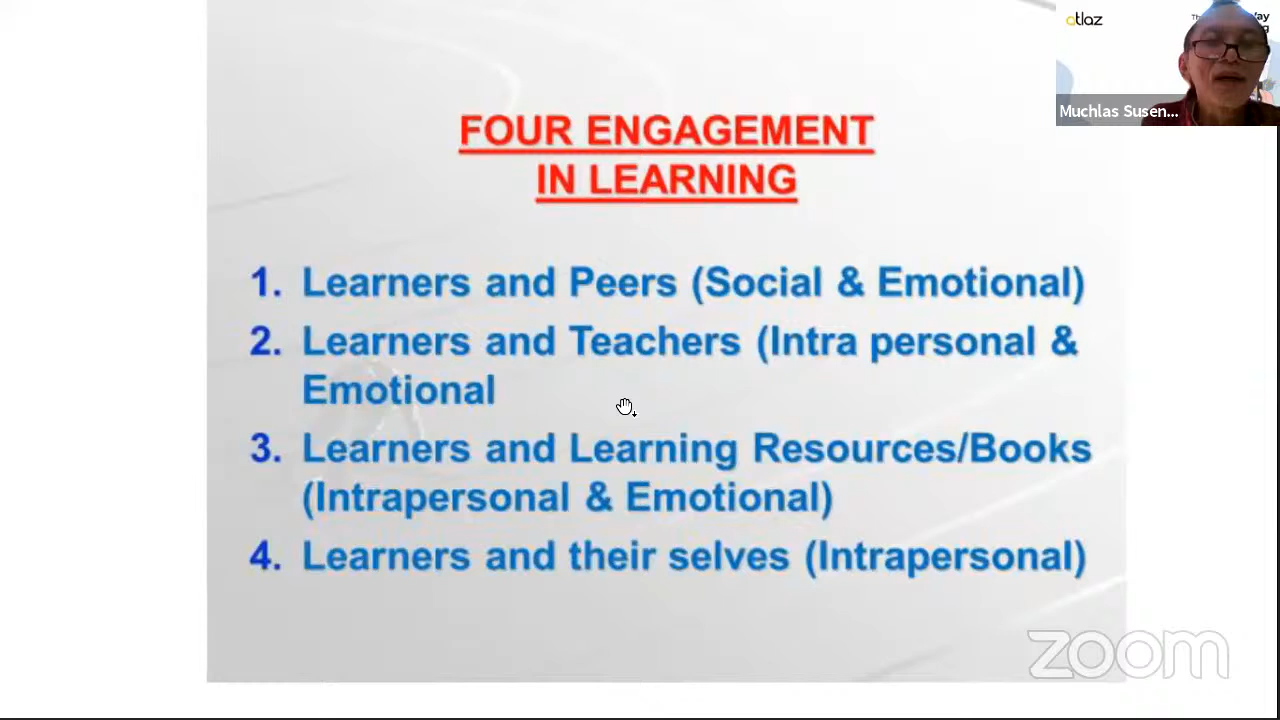 atlaz
Muchlas Susen...
FOUR ENGAGEMENT
IN LEARNING
1. Learners and Peers (Social & Emotional)
2. Learners and Teachers (Intra personal &
Emotional
3. Learners and Learning Resources/Books
(Intrapersonal & Emotional)
4. Learners and their selves (Intrapersonal)
zoom